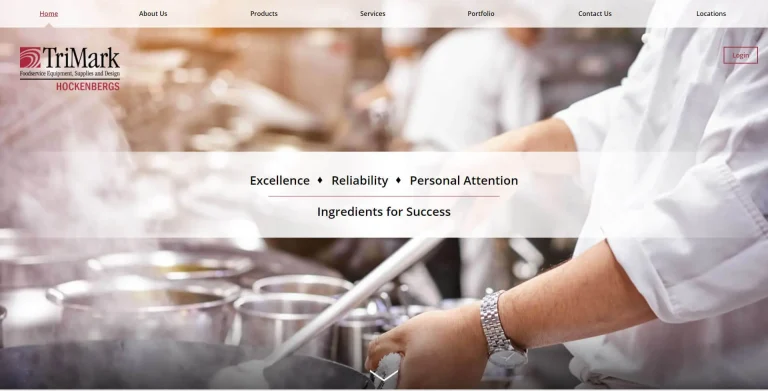 Home About Us Products Services Portfolio Contact Us Locations
TriMark
Foodservice Equipment, Supplies and Design
HOCKENBERGS
Login
Excellence ♦ Reliability ♦ Personal Attention
Ingredients for Success